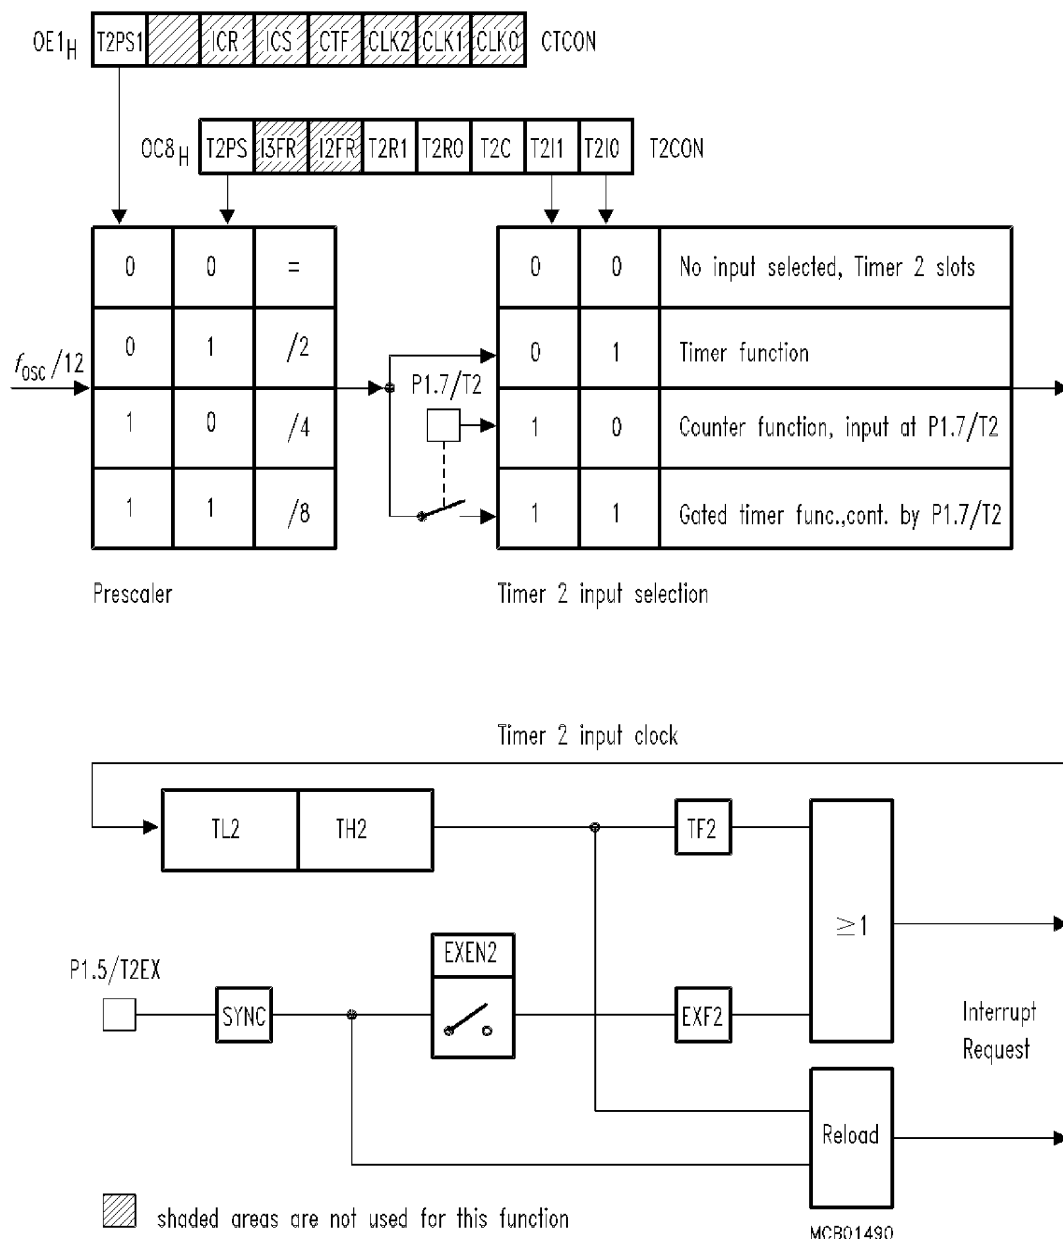 OE1H T2PS1 ICR ICS CTF CLK2 CLK1 CLK0 CTCON
OC8H T2PS I3FR I2FR T2R1 T2R0 T2C T2I1 T2I0 T2CON
0 0 = 0 0 No input selected, Timer 2 slots
0 1 /2 0 1 Timer function
fosc/12
P1.7/T2
1 0 /4 1 0 Counter function, input at P1.7/T2
1 1 /8 1 1 Gated timer func.,cont. by P1.7/T2
Prescaler Timer 2 input selection
Timer 2 input clock
TL2 TH2 TF2
≥1
EXEN2
P1.5/T2EX
SYNC EXF2
Interrupt
Request
Reload
shaded areas are not used for this function
MCB01490